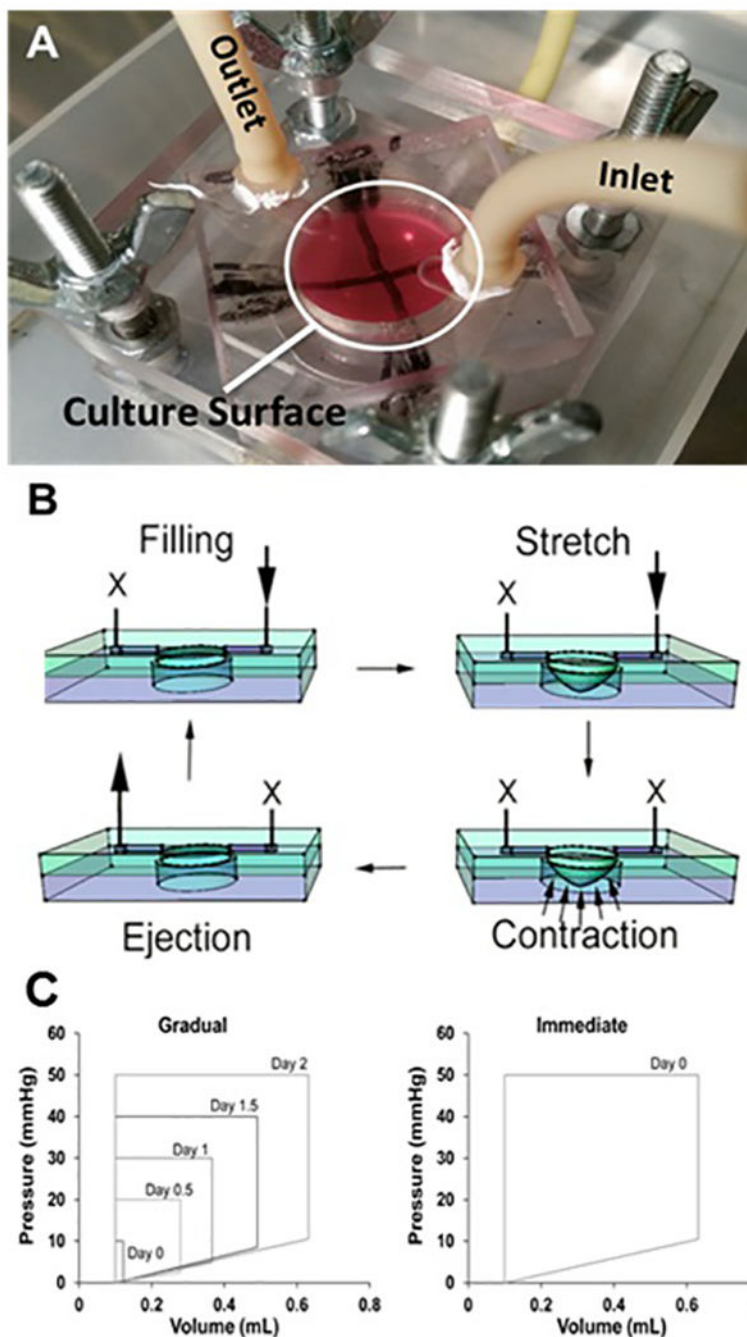 A
Outlet
Inlet
Culture Surface
B
Filling
Stretch
X
X
X
X
X
Ejection
Contraction
C
Gradual
Immediate
Pressure (mmHg)
60
50
40
30
20
10
0
Day 2
Day 1.5
Day 1
Day 0.5
Day 0
0
0.2
0.4
0.6
0.8
Volume (mL)
Pressure (mmHg)
60
50
40
30
20
10
0
Day 0
0
0.2
0.4
0.6
Volume (mL)